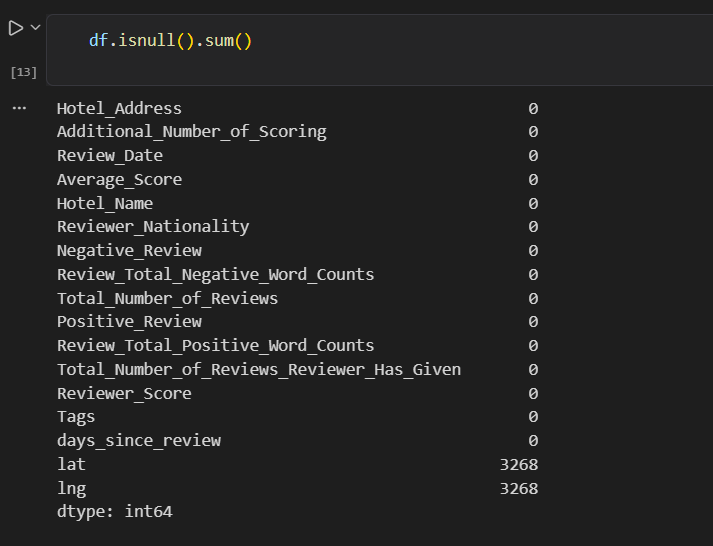 df.isnull().sum()
[13]
...
Hotel_Address 0
Additional_Number_of_Scoring 0
Review_Date 0
Average_Score 0
Hotel_Name 0
Reviewer_Nationality 0
Negative_Review 0
Review_Total_Negative_Word_Counts 0
Total_Number_of_Reviews 0
Positive_Review 0
Review_Total_Positive_Word_Counts 0
Total_Number_of_Reviews_Reviewer_Has_Given 0
Reviewer_Score 0
Tags 0
days_since_review 0
lat 3268
lng 3268
dtype: int64